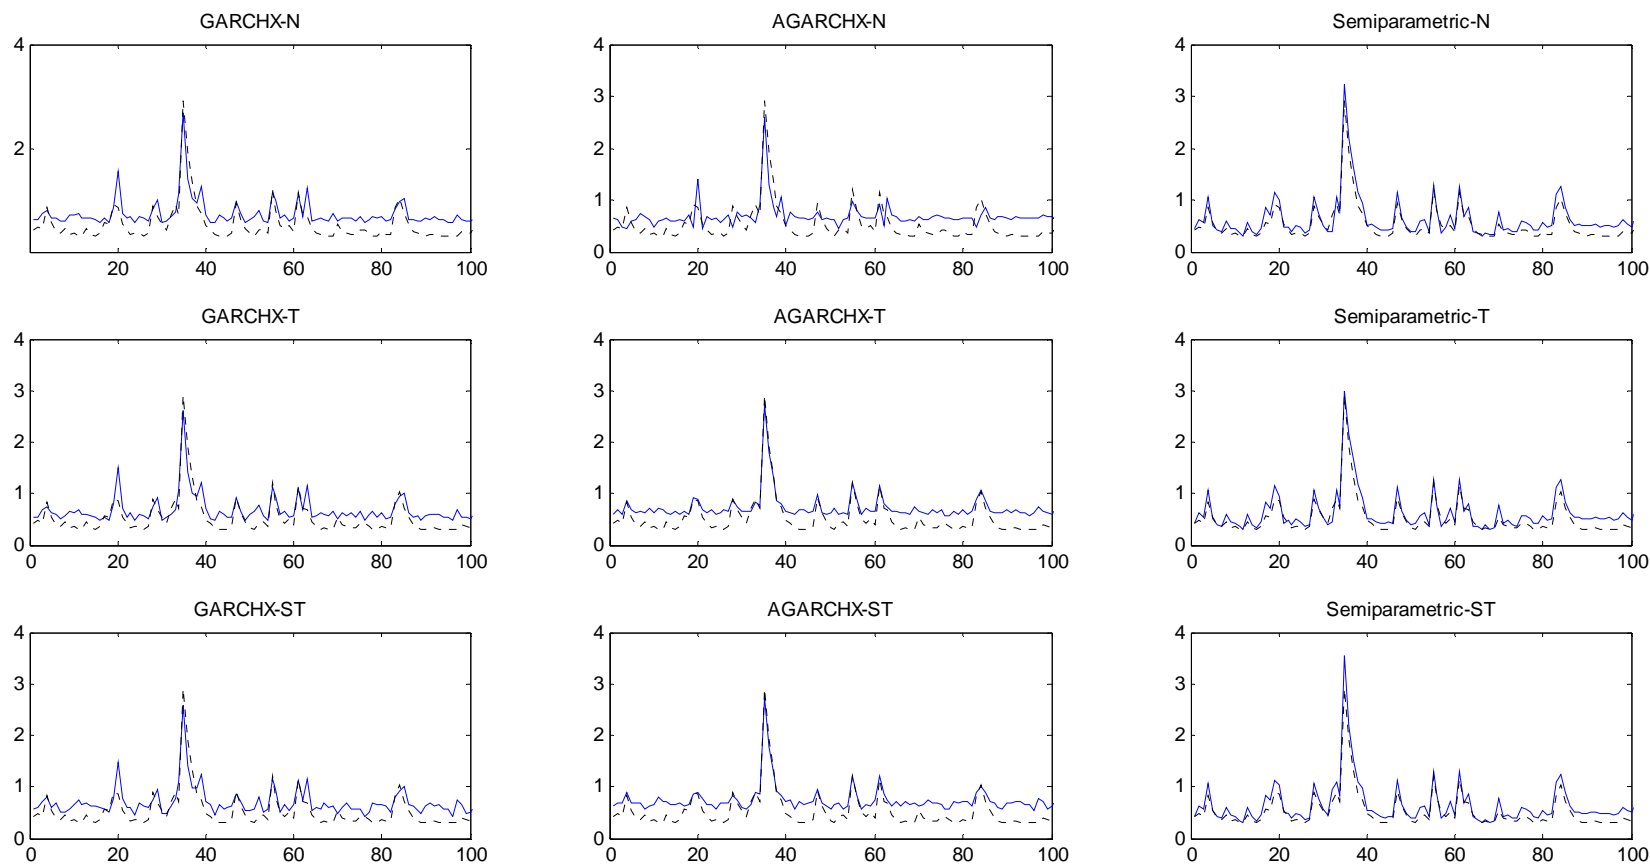 GARCHX-N
AGARCHX-N
Semiparametric-N
4
2
20 40 60 80 100
4
3
2
1
0
0 20 40 60 80 100
4
3
2
1
0
0 20 40 60 80 100
GARCHX-T
AGARCHX-T
Semiparametric-T
4
3
2
1
0
0 20 40 60 80 100
4
3
2
1
0
0 20 40 60 80 100
4
3
2
1
0
0 20 40 60 80 100
GARCHX-ST
AGARCHX-ST
Semiparametric-ST
4
3
2
1
0
0 20 40 60 80 100
4
3
2
1
0
0 20 40 60 80 100
4
3
2
1
0
0 20 40 60 80 100